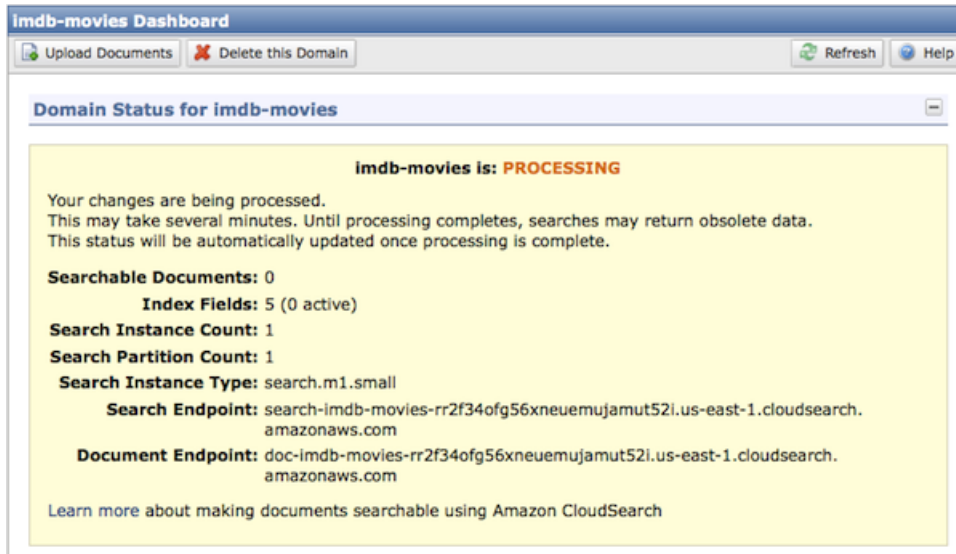 imdb-movies Dashboard
Upload Documents Delete this Domain Refresh Help
Domain Status for imdb-movies
imdb-movies is: PROCESSING
Your changes are being processed.
This may take several minutes. Until processing completes, searches may return obsolete data.
This status will be automatically updated once processing is complete.
Searchable Documents: 0
Index Fields: 5 (0 active)
Search Instance Count: 1
Search Partition Count: 1
Search Instance Type: search.m1.small
Search Endpoint: search-imdb-movies-rr2f34ofg56xneuemujamut52i.us-east-1.cloudsearch.
amazonaws.com
Document Endpoint: doc-imdb-movies-rr2f34ofg56xneuemujamut52i.us-east-1.cloudsearch.
amazonaws.com
Learn more about making documents searchable using Amazon CloudSearch